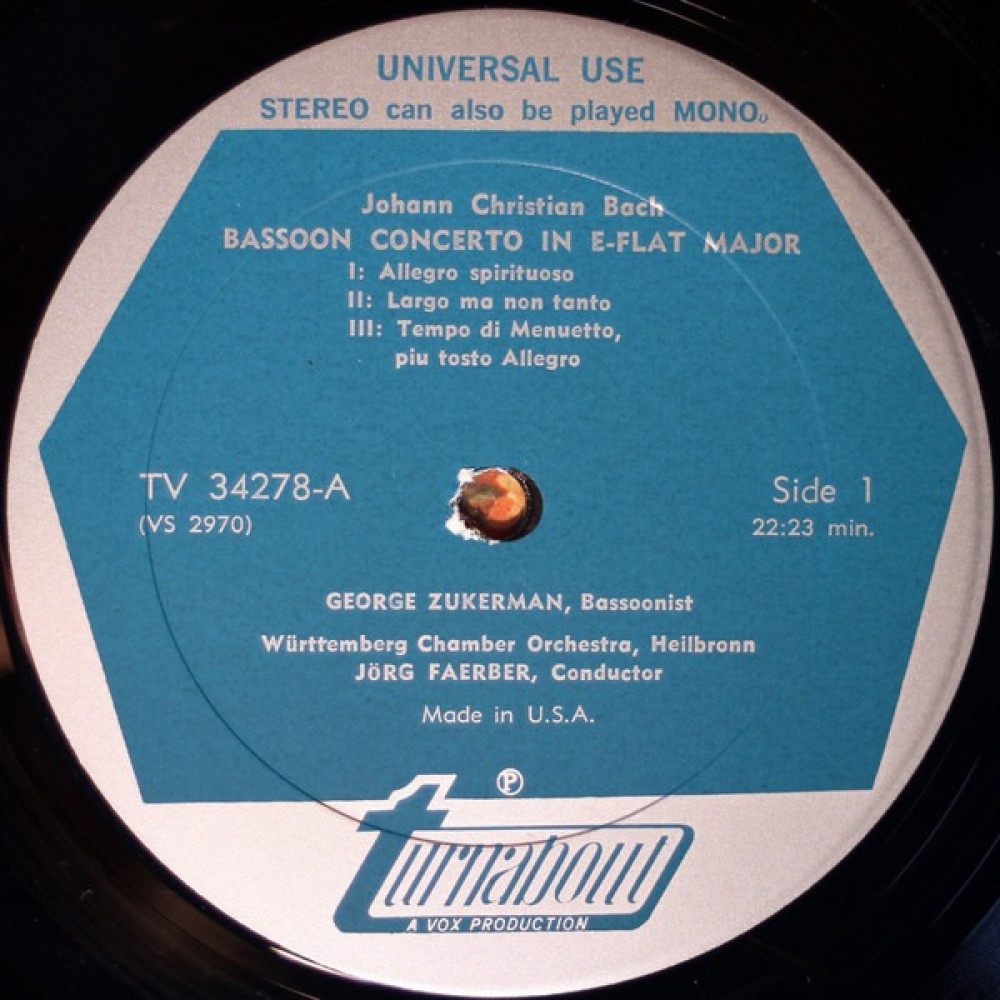 UNIVERSAL USE
STEREO can also be played MONO.
Johann Christian Bach
BASSOON CONCERTO IN E-FLAT MAJOR
I: Allegro spirituoso
II: Largo ma non tanto
III: Tempo di Menuetto,
piu tosto Allegro
TV 34278-A
(VS 2970)
Side 1
22:23 min.
GEORGE ZUKERMAN, Bassoonist
Württemberg Chamber Orchestra, Heilbronn
JÖRG FAERBER, Conductor
Made in U.S.A.
℗
turnabout
A VOX PRODUCTION